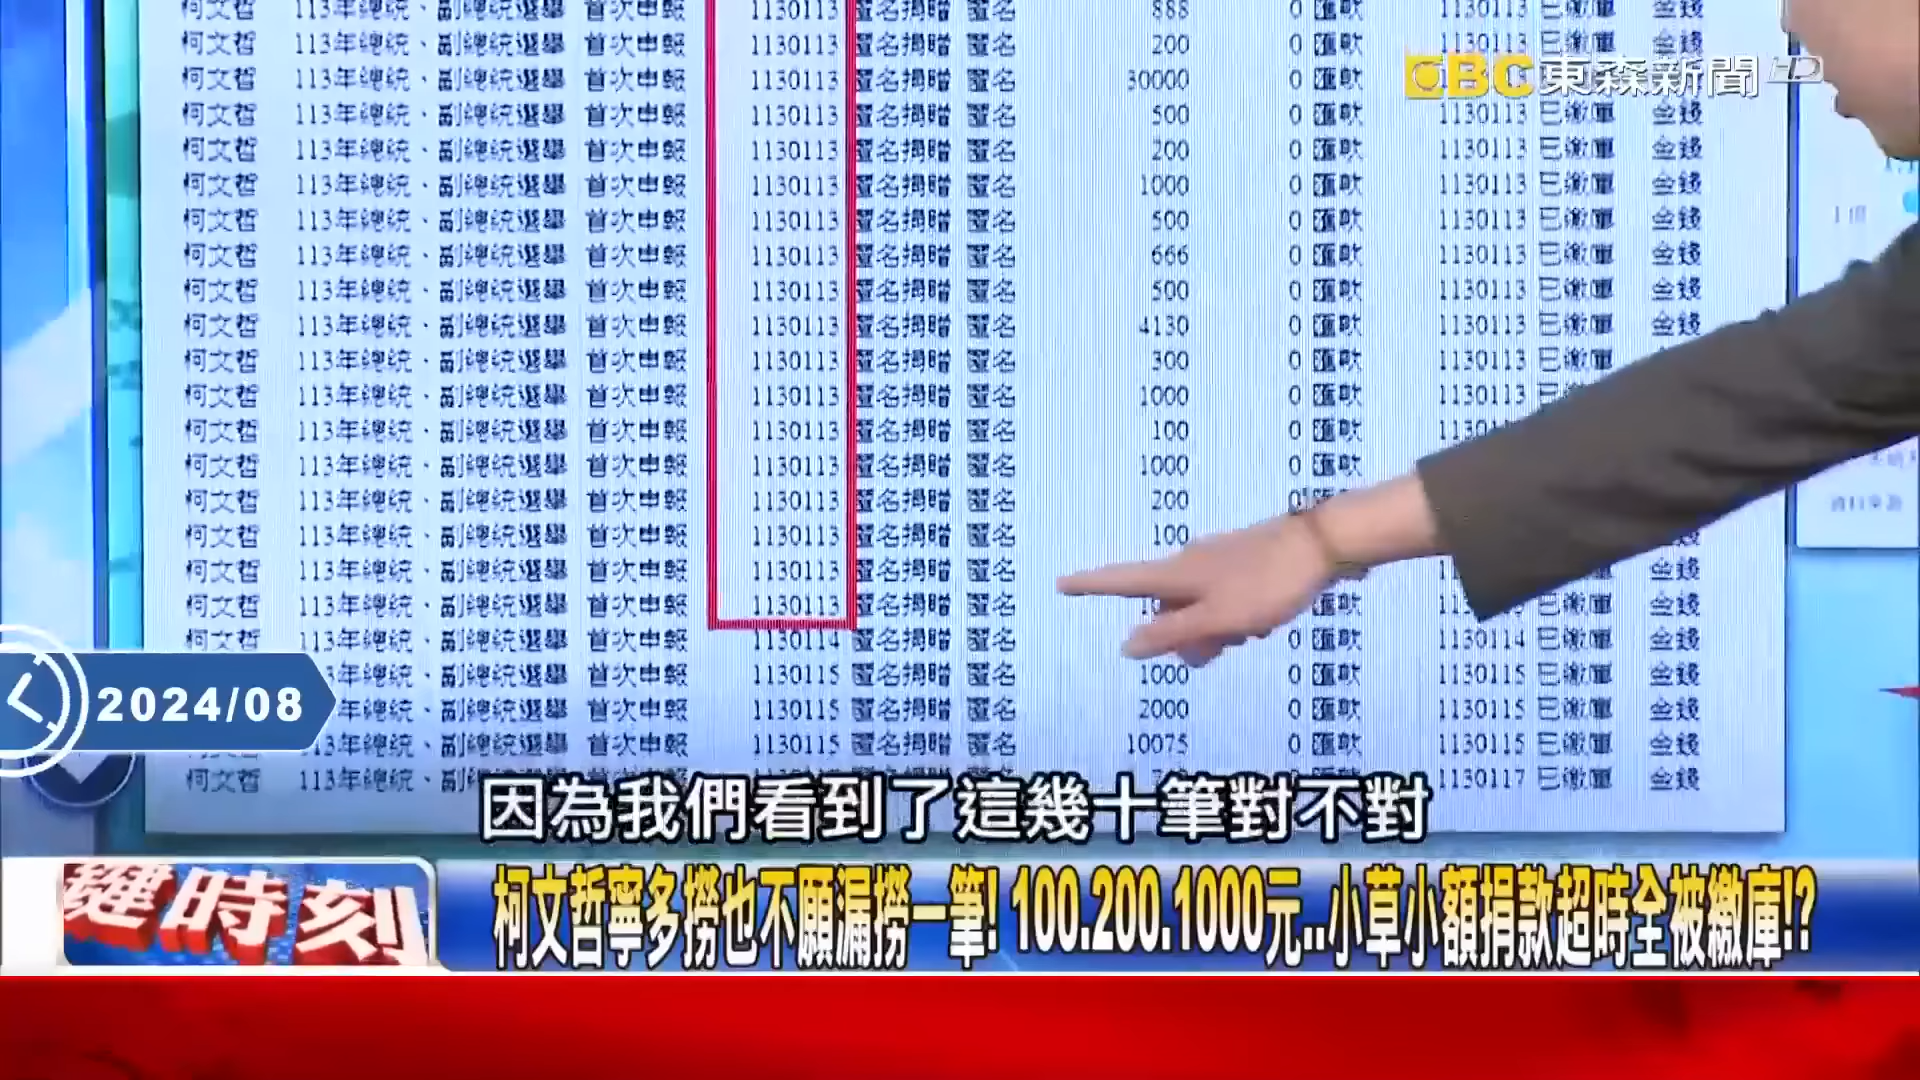 柯文哲 113年總統、副總統選舉 首次申報 1130113 匿名捐贈 匿名 888 0 匯款 1130113 已繳庫 金錢
柯文哲 113年總統、副總統選舉 首次申報 1130113 匿名捐贈 匿名 200 0 匯款 1130113 已繳庫 金錢
柯文哲 113年總統、副總統選舉 首次申報 1130113 匿名捐贈 匿名 30000 0 匯款
EBC東森新聞HD
柯文哲 113年總統、副總統選舉 首次申報 1130113 匿名捐贈 匿名 500 0 匯款 1130113 已繳庫 金錢
柯文哲 113年總統、副總統選舉 首次申報 1130113 匿名捐贈 匿名 200 0 匯款 1130113 已繳庫 金錢
柯文哲 113年總統、副總統選舉 首次申報 1130113 匿名捐贈 匿名 1000 0 匯款 1130113 已繳庫 金錢
柯文哲 113年總統、副總統選舉 首次申報 1130113 匿名捐贈 匿名 500 0 匯款 1130113 已繳庫 金錢
柯文哲 113年總統、副總統選舉 首次申報 1130113 匿名捐贈 匿名 666 0 匯款 1130113 已繳庫 金錢
柯文哲 113年總統、副總統選舉 首次申報 1130113 匿名捐贈 匿名 500 0 匯款 1130113 已繳庫 金錢
柯文哲 113年總統、副總統選舉 首次申報 1130113 匿名捐贈 匿名 4130 0 匯款 1130113 已繳庫 金錢
柯文哲 113年總統、副總統選舉 首次申報 1130113 匿名捐贈 匿名 300 0 匯款 1130113 已繳庫 金錢
柯文哲 113年總統、副總統選舉 首次申報 1130113 匿名捐贈 匿名 1000 0 匯款 1130113 已
柯文哲 113年總統、副總統選舉 首次申報 1130113 匿名捐贈 匿名 100 0 匯款
柯文哲 113年總統、副總統選舉 首次申報 1130113 匿名捐贈 匿名 1000 0 匯款
柯文哲 113年總統、副總統選舉 首次申報 1130113 匿名捐贈 匿名 200 0
柯文哲 113年總統、副總統選舉 首次申報 1130113 匿名捐贈 匿名 100
柯文哲 113年總統、副總統選舉 首次申報 1130113 匿名捐贈 匿名 金錢
柯文哲 113年總統、副總統選舉 首次申報 1130113 匿名捐贈 匿名 0 匯款 已繳庫 金錢
柯文哲 113年總統、副總統選舉 首次申報 1130114 匿名捐贈 匿名 0 匯款 1130114 已繳庫 金錢
年總統、副總統選舉 首次申報 1130115 匿名捐贈 匿名 1000 0 匯款 1130115 已繳庫 金錢
2024/08
年總統、副總統選舉 首次申報 1130115 匿名捐贈 匿名 2000 0 匯款 1130115 已繳庫 金錢
年總統、副總統選舉 首次申報 1130115 匿名捐贈 匿名 10075 0 匯款 1130115 已繳庫 金錢
柯文哲 113年總統、副 1130117 已繳庫 金錢
因為我們看到了這幾十筆對不對
鍵時刻
柯文哲寧多撈也不願漏撈一筆! 100.200.1000元..小草小額捐款超時全被繳庫!?